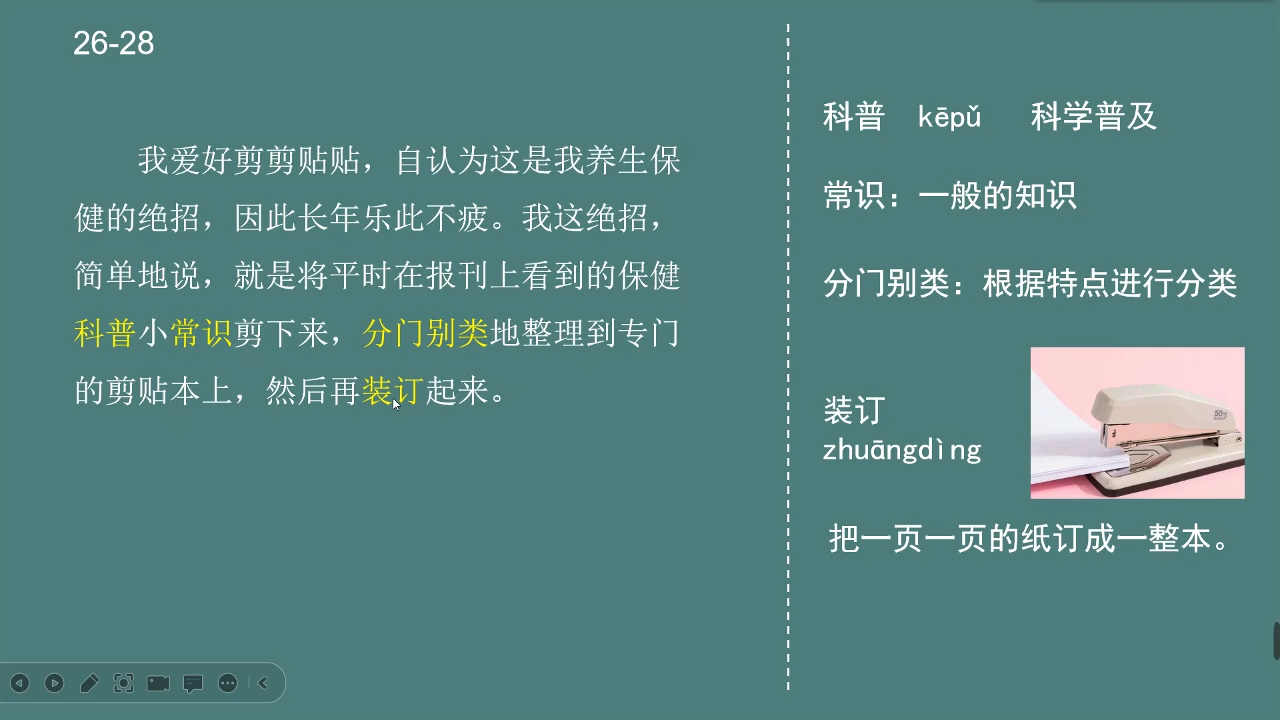 26-28
我爱好剪剪贴贴，自认为这是我养生保
健的绝招，因此长年乐此不疲。我这绝招，
简单地说，就是将平时在报刊上看到的保健
科普小常识剪下来，分门别类地整理到专门
的剪贴本上，然后再装订起来。
科普 kēpǔ 科学普及
常识：一般的知识
分门别类：根据特点进行分类
装订
zhuāngdìng
50
把一页一页的纸订成一整本。